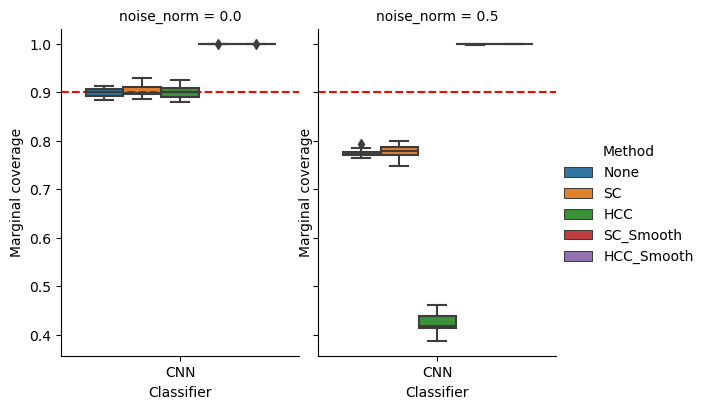 noise_norm = 0.0
noise_norm = 0.5
Marginal coverage
1.0
0.9
0.8
0.7
0.6
0.5
0.4
CNN
Classifier
Marginal coverage
CNN
Classifier
Method
None
SC
HCC
SC_Smooth
HCC_Smooth